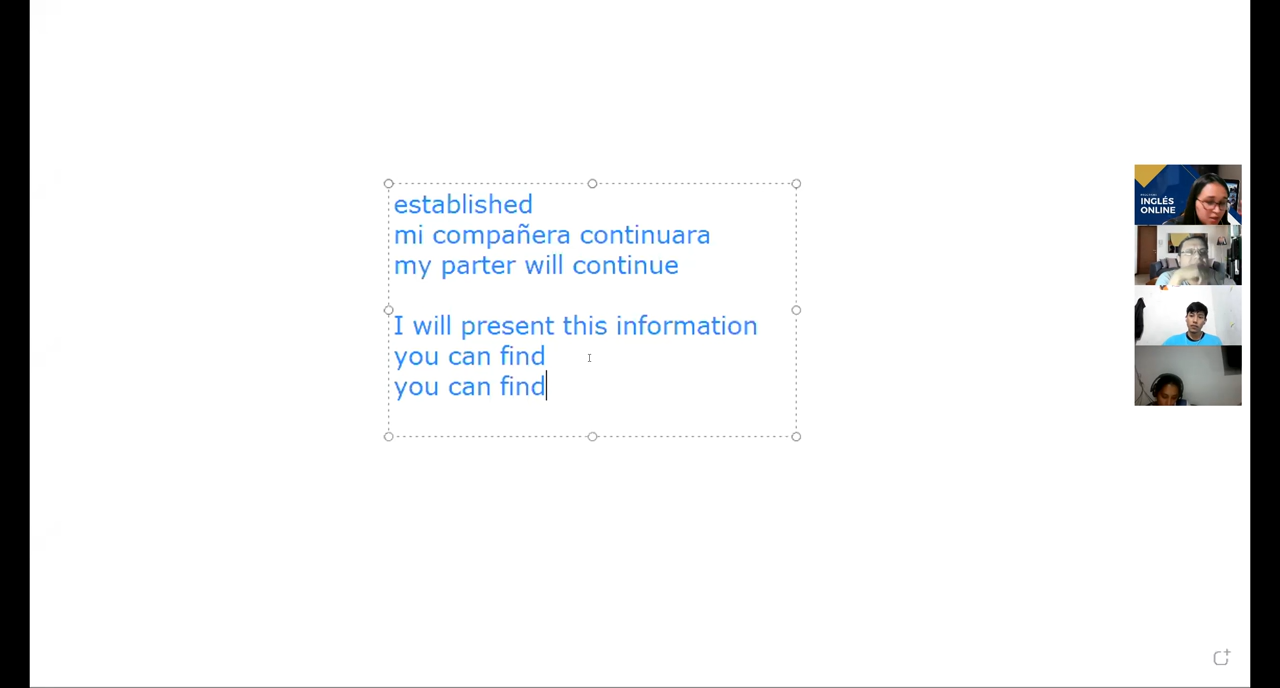 established
mi compañera continuara
my parter will continue
I will present this information
you can find
you can find
INGLÉS
ONLINE